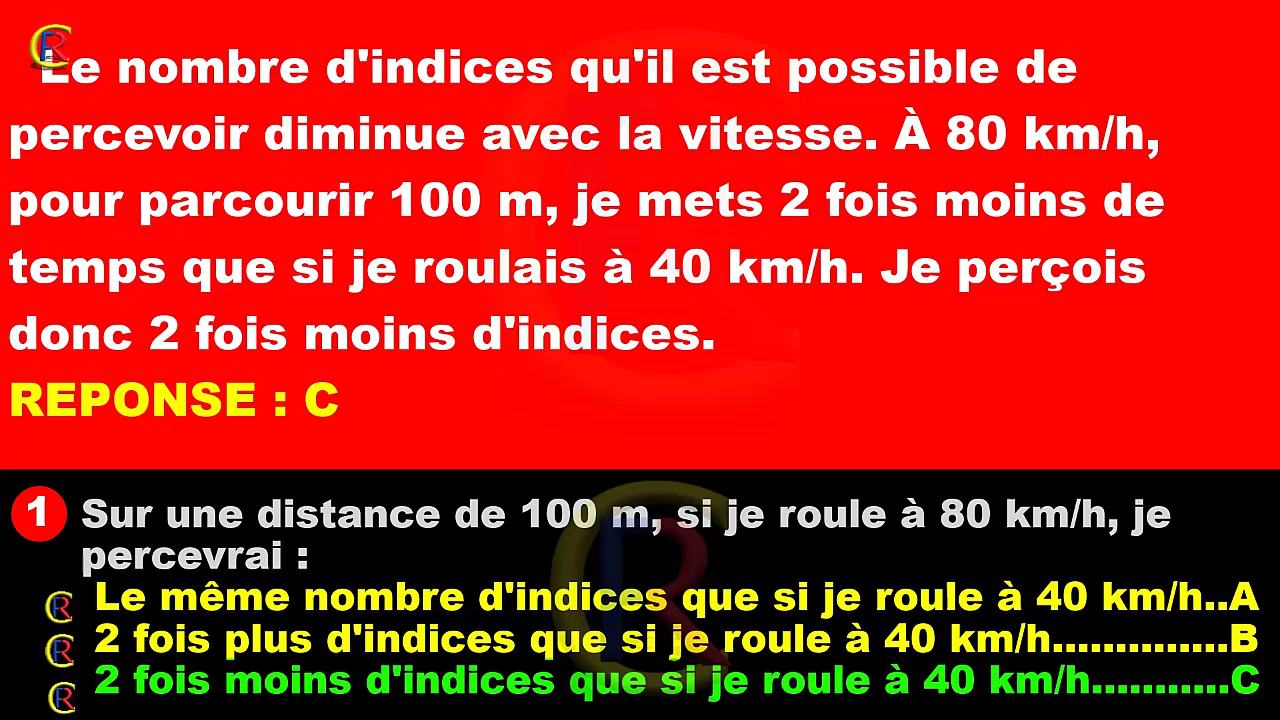 Le nombre d'indices qu'il est possible de
percevoir diminue avec la vitesse. À 80 km/h,
pour parcourir 100 m, je mets 2 fois moins de
temps que si je roulais à 40 km/h. Je perçois
donc 2 fois moins d'indices.
REPONSE : C
1 Sur une distance de 100 m, si je roule à 80 km/h, je
percevrai :
Le même nombre d'indices que si je roule à 40 km/h..A
2 fois plus d'indices que si je roule à 40 km/h..............B
2 fois moins d'indices que si je roule à 40 km/h...........C